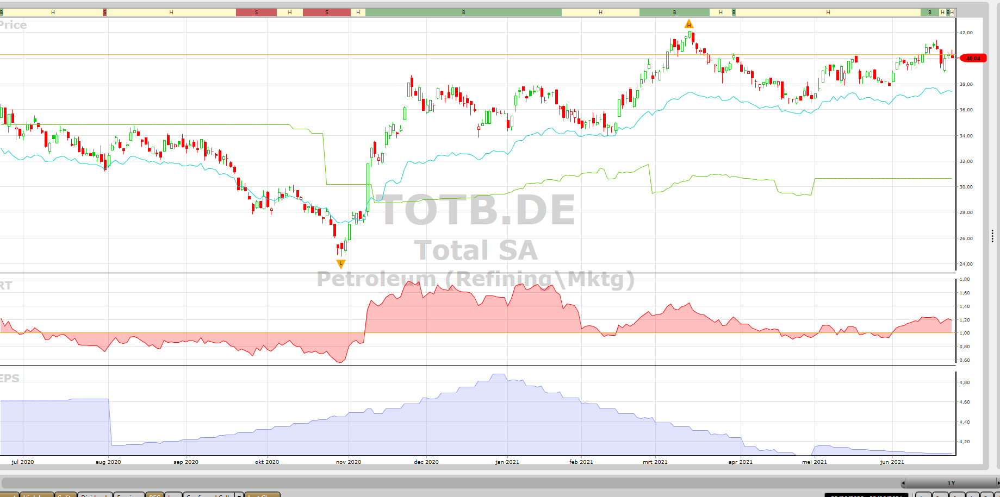 B H S H S H S H B H B H B H B H B H
Price
H
42,00
40,04
38,00
36,00
34,00
32,00
30,00
28,00
26,00
24,00
L
TOTB.DE
Total SA
Petroleum (Refining\Mktg)
RT
1,80
1,60
1,40
1,20
1,00
0,80
0,60
EPS
4,80
4,60
4,40
4,20
jul 2020 aug 2020 sep 2020 okt 2020 nov 2020 dec 2020 jan 2021 feb 2021 mrt 2021 apr 2021 mei 2021 jun 2021
1 Y